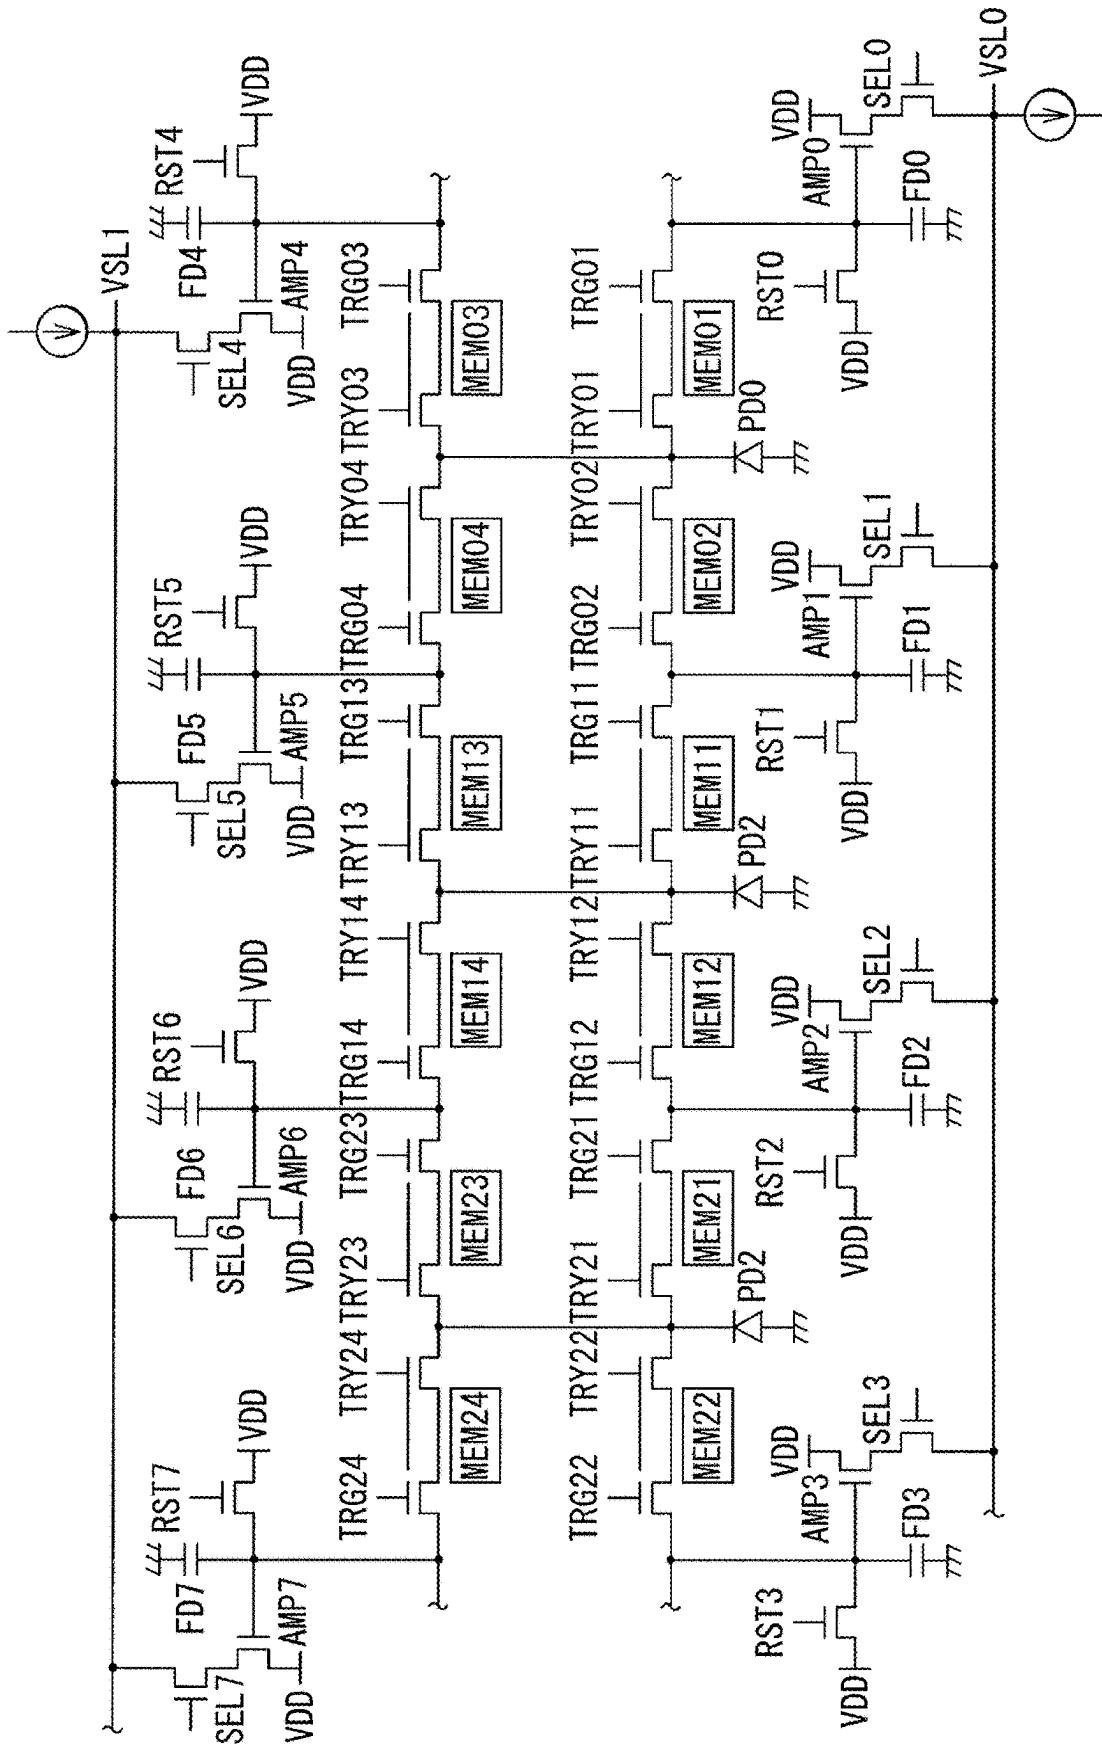 VSL1
SEL7
FD7
RST7
VDD
VDD
AMP7
SEL6
FD6
RST6
VDD
VDD
AMP6
SEL5
FD5
RST5
VDD
VDD
AMP5
SEL4
FD4
RST4
VDD
VDD
AMP4
TRG24
TRY24
TRY23
TRG23
TRG14
TRY14
TRY13
TRG13
TRG04
TRY04
TRY03
TRG03
MEM24
MEM23
MEM14
MEM13
MEM04
MEM03
TRG22
TRY22
TRY21
TRG21
TRG12
TRY12
TRY11
TRG11
TRG02
TRY02
TRY01
TRG01
MEM22
MEM21
MEM12
MEM11
MEM02
MEM01
PD2
PD2
PD0
RST3
VDD
AMP3
VDD
SEL3
FD3
RST2
VDD
AMP2
VDD
SEL2
FD2
RST1
VDD
AMP1
VDD
SEL1
FD1
RST0
VDD
AMP0
VDD
SEL0
FD0
VSL0